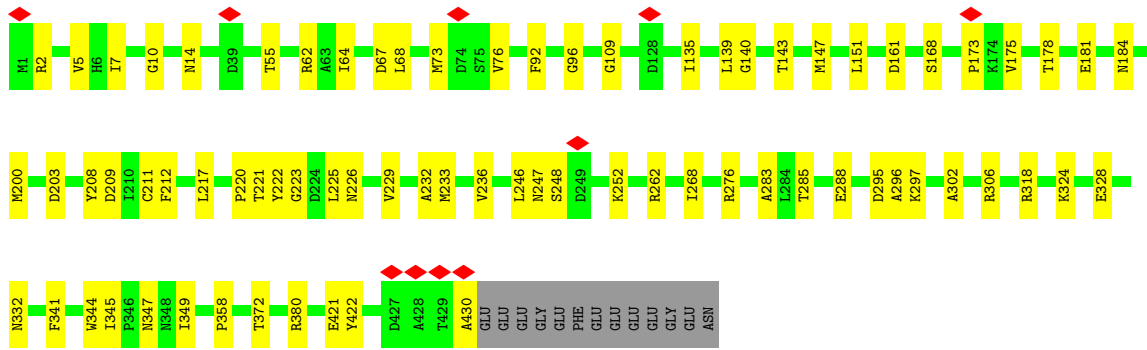 M1 R2 V5 H6 I7 G10 N14 D39 T55 R62 A63 I64 D67 L68 M73 D74 S75 V76 F92 G96 G109 D128 I135 L139 G140 T143 M147 L151 D161 S168 P173 K174 V175 T178 E181 N184
M200 D203 Y208 D209 I210 C211 F212 L217 P220 T221 Y222 G223 D224 L225 N226 V229 A232 M233 V236 L246 N247 S248 D249 K252 R262 I268 R276 A283 L284 T285 E288 D295 A296 K297 A302 R306 R318 K324 E328
N332 F341 W344 I345 P346 N347 N348 I349 P358 T372 R380 E421 Y422 D427 A428 T429 A430 GLU GLU GLU GLY GLU PHE GLU GLU GLU GLU GLY GLU ASN